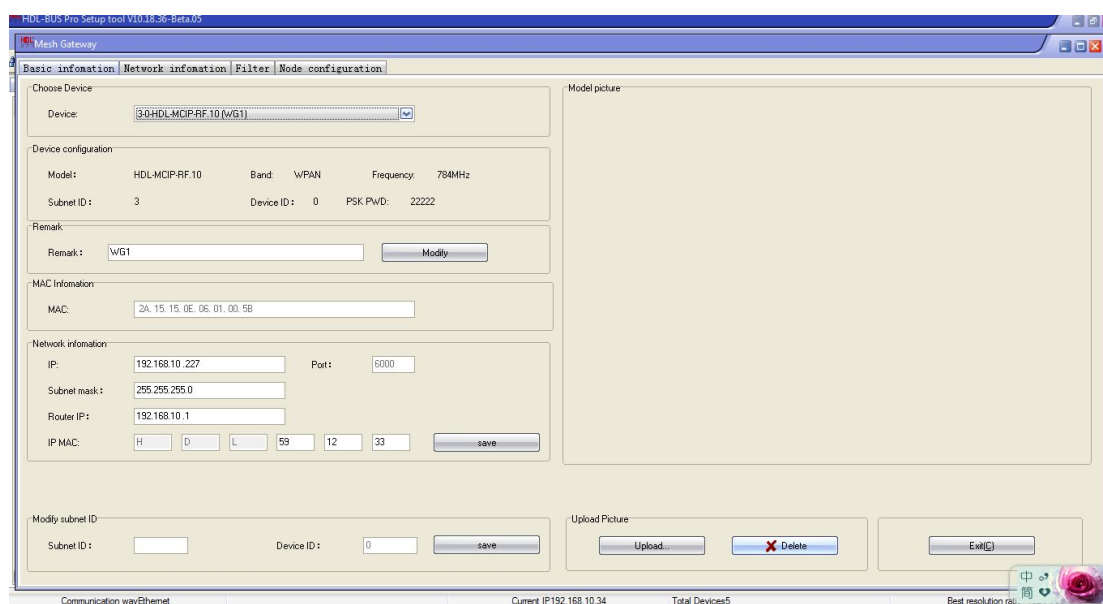 HDL-BUS Pro Setup tool V10.18.36-Beta.05
HDL Mesh Gateway
Basic infomation Network infomation Filter Node configuration
Choose Device
Device: 3-0-HDL-MCIP-RF.10 (WG1)
Device configuration
Model: HDL-MCIP-RF.10 Band: WPAN Frequency: 784MHz
Subnet ID: 3 Device ID: 0 PSK PWD: 22222
Remark
Remark: WG1 Modify
MAC Infomation
MAC: 2A. 15. 15. 0E. 06. 01. 00. 5B
Network infomation
IP: 192.168.10 .227 Port: 6000
Subnet mask: 255.255.255.0
Router IP: 192.168.10 .1
IP MAC: H D L 59 12 33 save
Modify subnet ID
Subnet ID: Device ID: 0 save
Model picture
Upload Picture
Upload... Delete Exit(C)
中
简
Communication wayEthernet Current IP192.168.10.34 Total Devices5 Best resolution